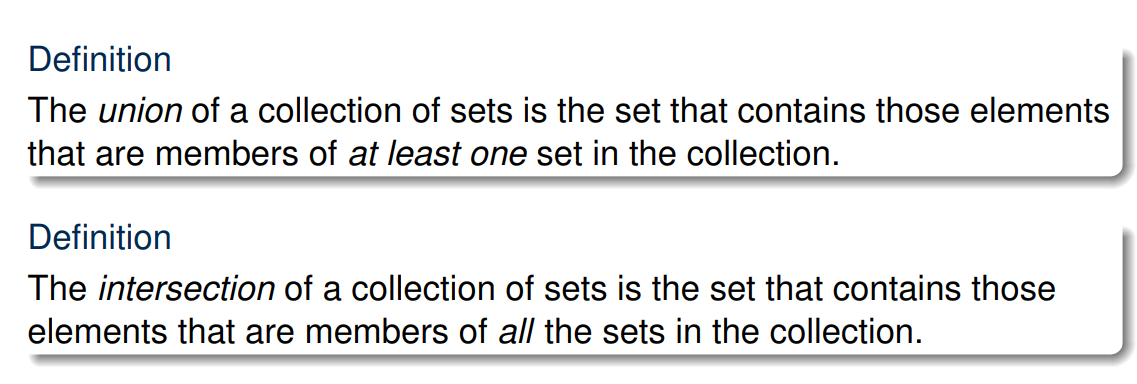 Definition
The union of a collection of sets is the set that contains those elements
that are members of at least one set in the collection.
Definition
The intersection of a collection of sets is the set that contains those
elements that are members of all the sets in the collection.